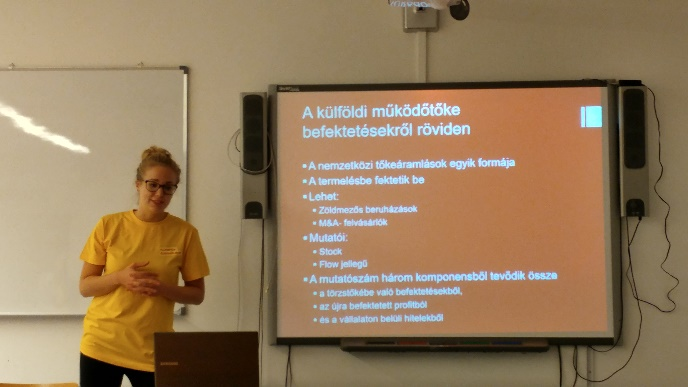 A külföldi működőtőke
befektetésekről röviden
A nemzetközi tőkeáramlások egyik formája
A termelésbe fektetik be
Lehet:
Zöldmezős beruházások
M&A- felvásárlók
Mutatói:
Stock
Flow jellegű
A mutatószám három komponensből tevődik össze
a törzstőkébe való befektetésekből,
az újra befektetett profitból
és a vállalaton belüli hitelekből